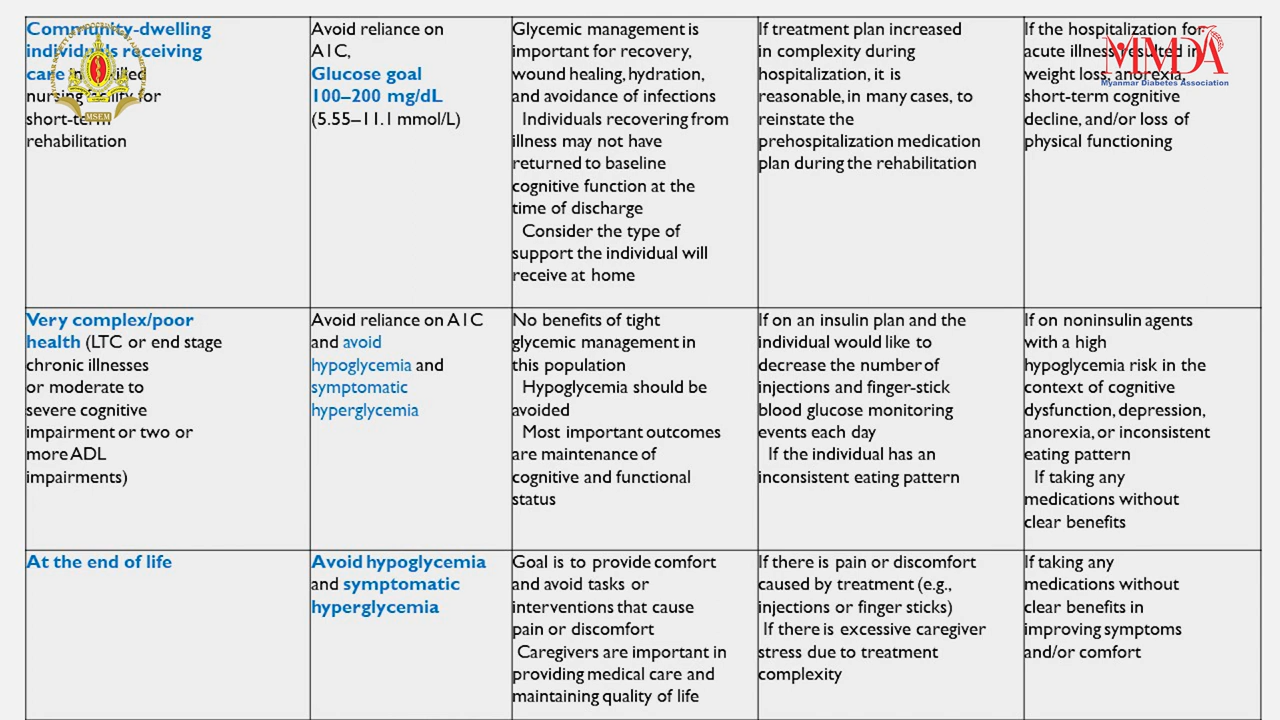 Community-dwelling
individuals receiving
care in skilled
nursing facility for
short-term
rehabilitation
Avoid reliance on
A1C,
Glucose goal
100–200 mg/dL
(5.55–11.1 mmol/L)
Glycemic management is
important for recovery,
wound healing, hydration,
and avoidance of infections
Individuals recovering from
illness may not have
returned to baseline
cognitive function at the
time of discharge
Consider the type of
support the individual will
receive at home
If treatment plan increased
in complexity during
hospitalization, it is
reasonable, in many cases, to
reinstate the
prehospitalization medication
plan during the rehabilitation
If the hospitalization for
acute illness resulted in
weight loss, anorexia,
short-term cognitive
decline, and/or loss of
physical functioning
MMDA
Myanmar Diabetes Association
MSEM
Very complex/poor
health (LTC or end stage
chronic illnesses
or moderate to
severe cognitive
impairment or two or
more ADL
impairments)
Avoid reliance on A1C
and avoid
hypoglycemia and
symptomatic
hyperglycemia
No benefits of tight
glycemic management in
this population
Hypoglycemia should be
avoided
Most important outcomes
are maintenance of
cognitive and functional
status
If on an insulin plan and the
individual would like to
decrease the number of
injections and finger-stick
blood glucose monitoring
events each day
If the individual has an
inconsistent eating pattern
If on noninsulin agents
with a high
hypoglycemia risk in the
context of cognitive
dysfunction, depression,
anorexia, or inconsistent
eating pattern
If taking any
medications without
clear benefits
At the end of life
Avoid hypoglycemia
and symptomatic
hyperglycemia
Goal is to provide comfort
and avoid tasks or
interventions that cause
pain or discomfort
Caregivers are important in
providing medical care and
maintaining quality of life
If there is pain or discomfort
caused by treatment (e.g.,
injections or finger sticks)
If there is excessive caregiver
stress due to treatment
complexity
If taking any
medications without
clear benefits in
improving symptoms
and/or comfort